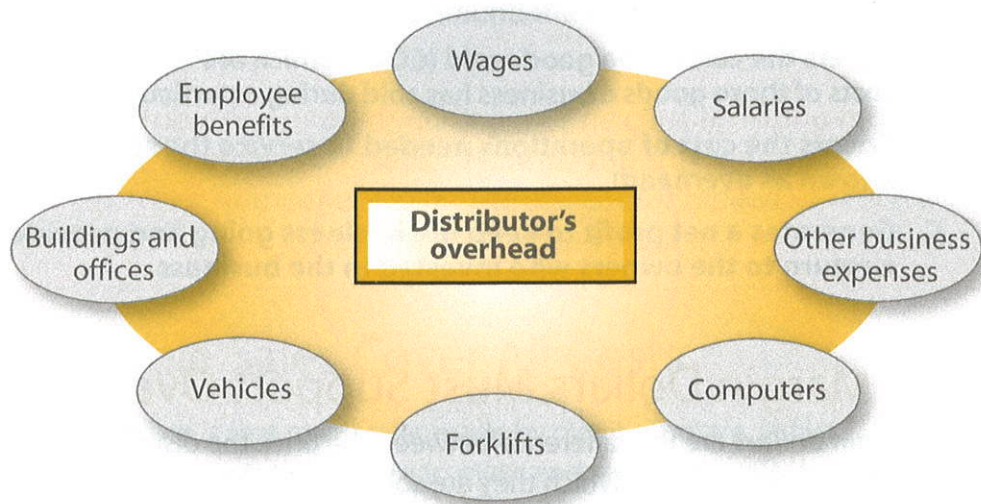 Wages
Employee
benefits
Salaries
Distributor's
overhead
Buildings and
offices
Other business
expenses
Vehicles
Computers
Forklifts